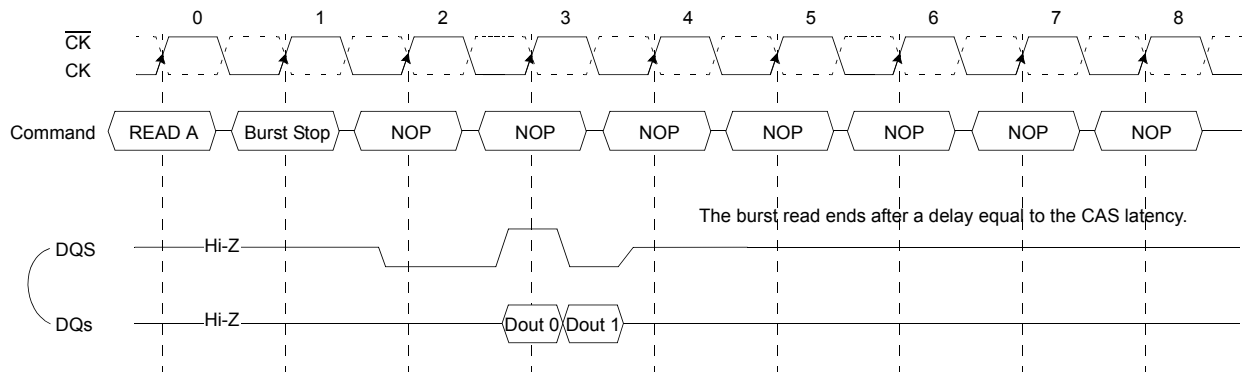 0 1 2 3 4 5 6 7 8
CK
CK
Command READ A Burst Stop NOP NOP NOP NOP NOP NOP NOP
The burst read ends after a delay equal to the CAS latency.
DQS Hi-Z
DQs Hi-Z Dout 0 Dout 1